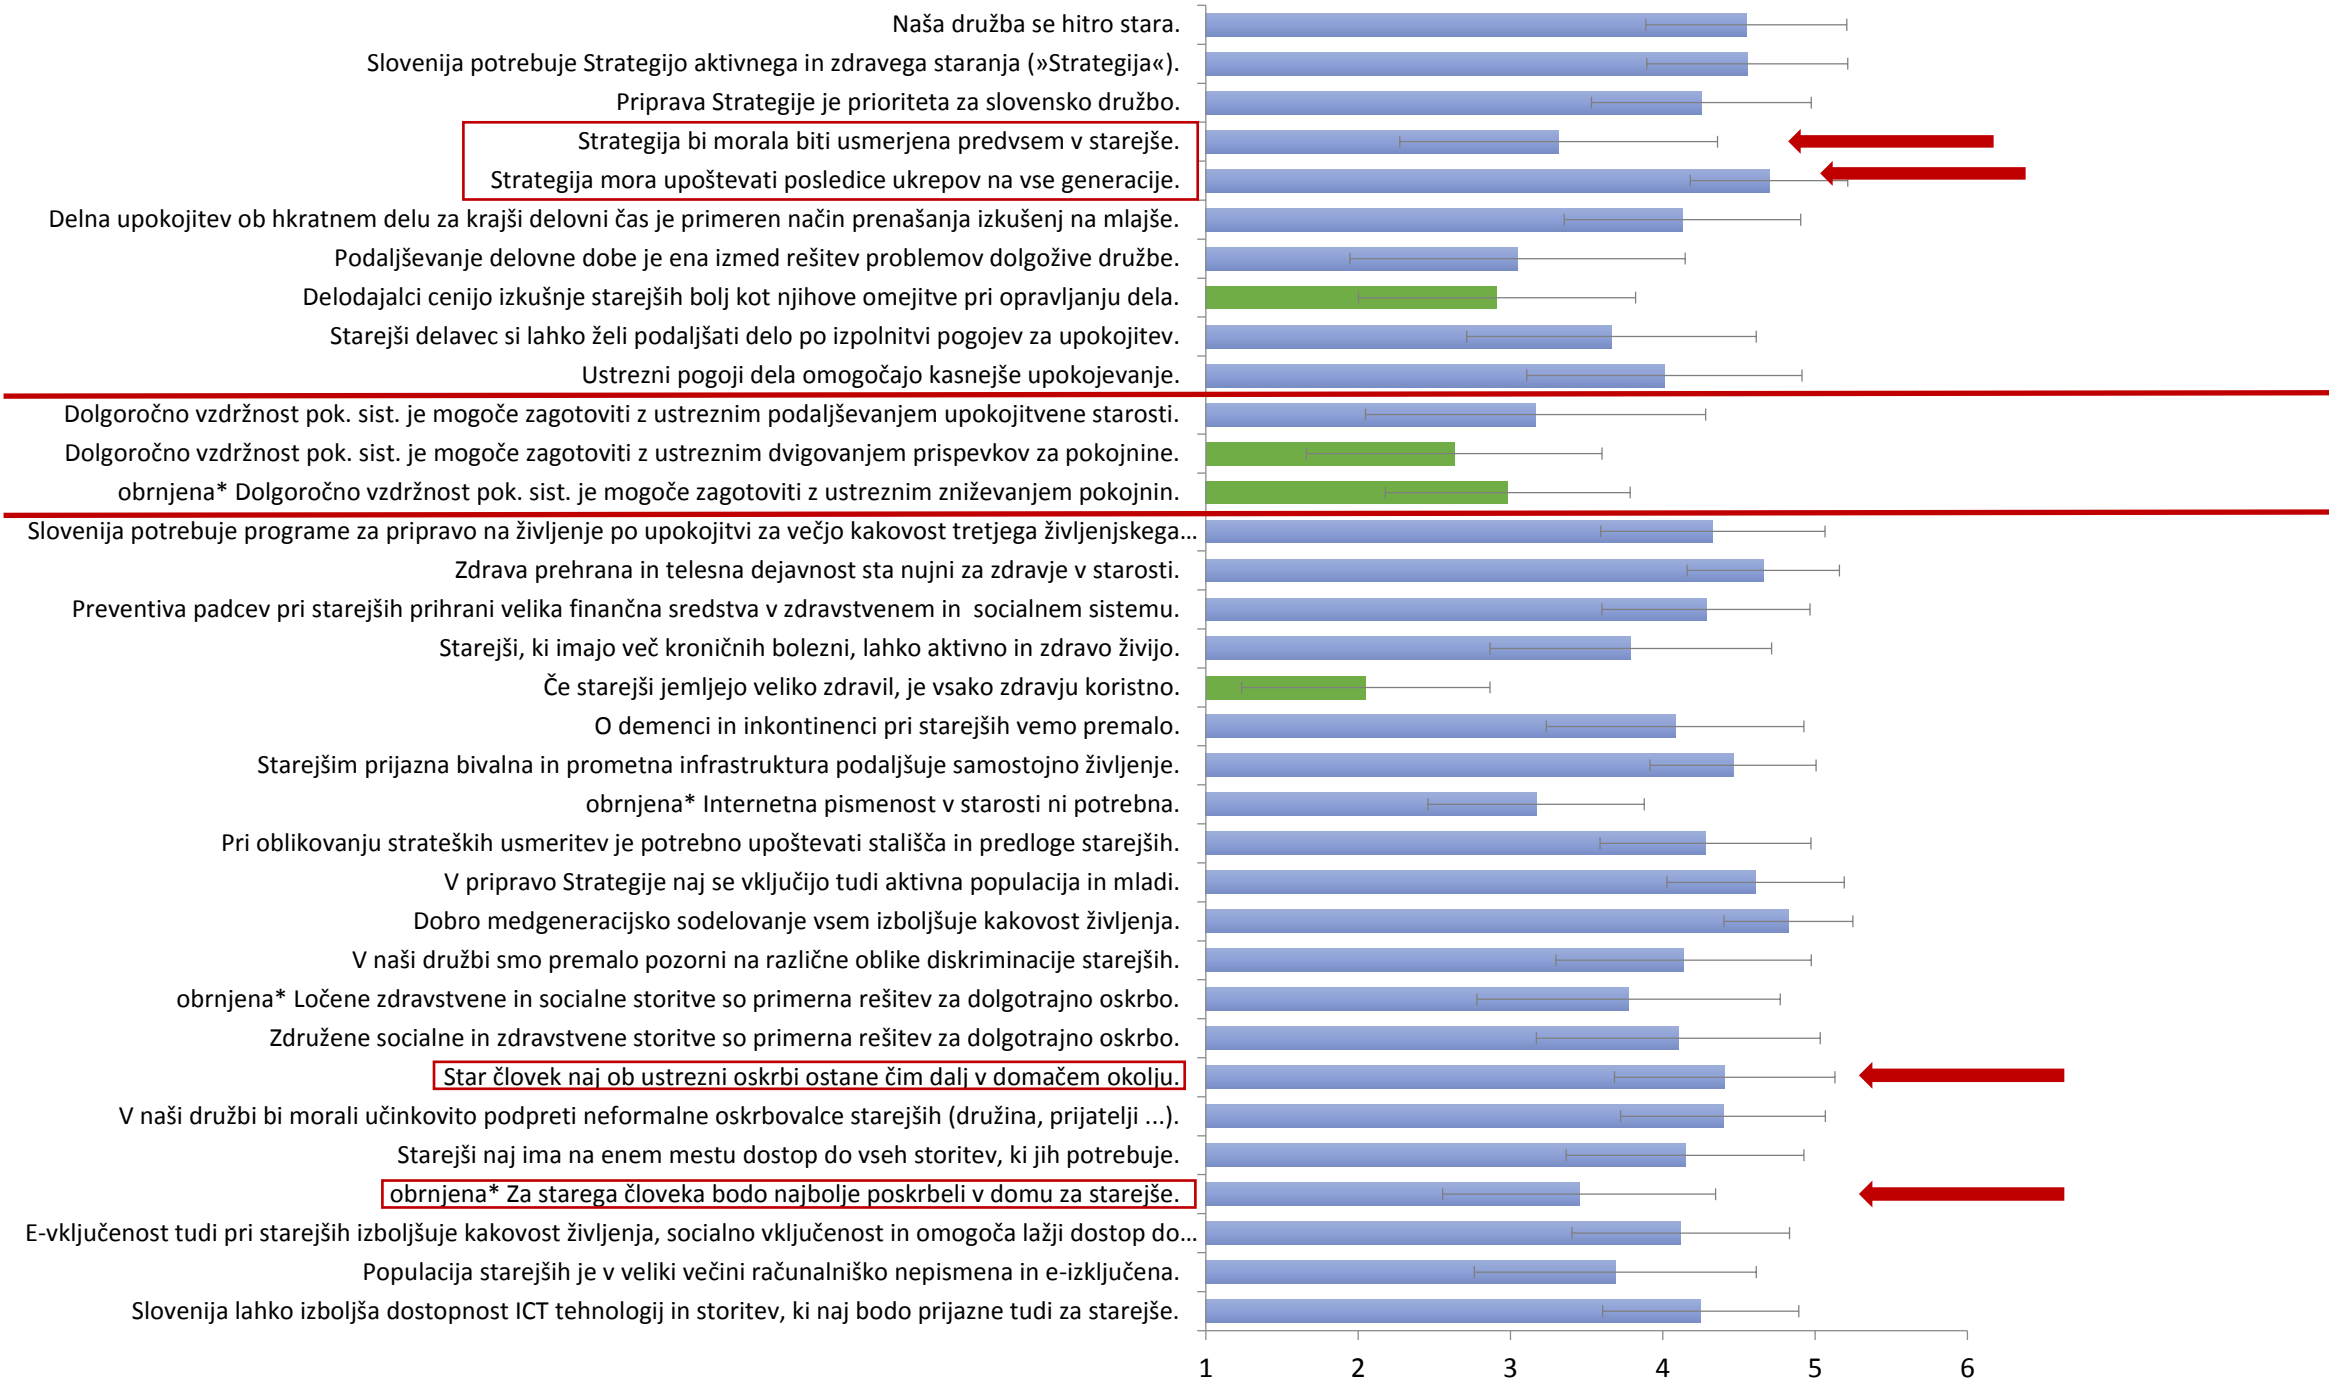 Naša družba se hitro stara.
Slovenija potrebuje Strategijo aktivnega in zdravega staranja (»Strategija«).
Priprava Strategije je prioriteta za slovensko družbo.
Strategija bi morala biti usmerjena predvsem v starejše.
Strategija mora upoštevati posledice ukrepov na vse generacije.
Delna upokojitev ob hkratnem delu za krajši delovni čas je primeren način prenašanja izkušenj na mlajše.
Podaljševanje delovne dobe je ena izmed rešitev problemov dolgožive družbe.
Delodajalci cenijo izkušnje starejših bolj kot njihove omejitve pri opravljanju dela.
Starejši delavec si lahko želi podaljšati delo po izpolnitvi pogojev za upokojitev.
Ustrezni pogoji dela omogočajo kasnejše upokojevanje.
Dolgoročno vzdržnost pok. sist. je mogoče zagotoviti z ustreznim podaljševanjem upokojitvene starosti.
Dolgoročno vzdržnost pok. sist. je mogoče zagotoviti z ustreznim dvigovanjem prispevkov za pokojnine.
obrnjena* Dolgoročno vzdržnost pok. sist. je mogoče zagotoviti z ustreznim zniževanjem pokojnin.
Slovenija potrebuje programe za pripravo na življenje po upokojitvi za večjo kakovost tretjega življenjskega…
Zdrava prehrana in telesna dejavnost sta nujni za zdravje v starosti.
Preventiva padcev pri starejših prihrani velika finančna sredstva v zdravstvenem in  socialnem sistemu.
Starejši, ki imajo več kroničnih bolezni, lahko aktivno in zdravo živijo.
Če starejši jemljejo veliko zdravil, je vsako zdravju koristno.
O demenci in inkontinenci pri starejših vemo premalo.
Starejšim prijazna bivalna in prometna infrastruktura podaljšuje samostojno življenje.
obrnjena* Internetna pismenost v starosti ni potrebna.
Pri oblikovanju strateških usmeritev je potrebno upoštevati stališča in predloge starejših.
V pripravo Strategije naj se vključijo tudi aktivna populacija in mladi.
Dobro medgeneracijsko sodelovanje vsem izboljšuje kakovost življenja.
V naši družbi smo premalo pozorni na različne oblike diskriminacije starejših.
obrnjena* Ločene zdravstvene in socialne storitve so primerna rešitev za dolgotrajno oskrbo.
Združene socialne in zdravstvene storitve so primerna rešitev za dolgotrajno oskrbo.
Star človek naj ob ustrezni oskrbi ostane čim dalj v domačem okolju.
V naši družbi bi morali učinkovito podpreti neformalne oskrbovalce starejših (družina, prijatelji ...).
Starejši naj ima na enem mestu dostop do vseh storitev, ki jih potrebuje.
obrnjena* Za starega človeka bodo najbolje poskrbeli v domu za starejše.
E-vključenost tudi pri starejših izboljšuje kakovost življenja, socialno vključenost in omogoča lažji dostop do…
Populacija starejših je v veliki večini računalniško nepismena in e-izključena.
Slovenija lahko izboljša dostopnost ICT tehnologij in storitev, ki naj bodo prijazne tudi za starejše.
1 2 3 4 5 6